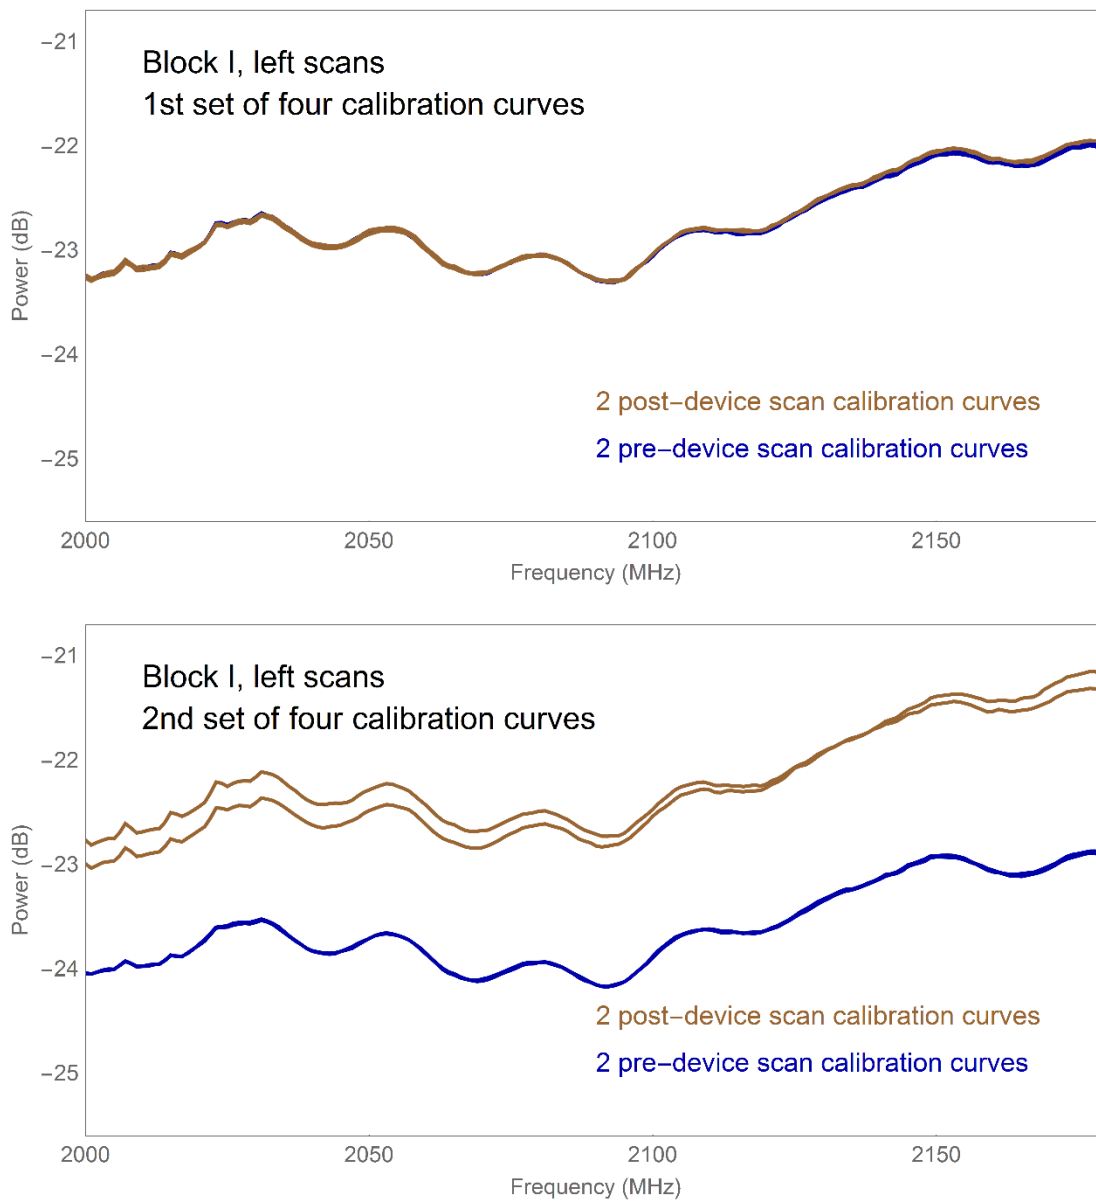 Block I, left scans
1st set of four calibration curves
−21
−22
−23
−24
−25
Power (dB)
2 post−device scan calibration curves
2 pre−device scan calibration curves
2000
2050
2100
2150
Frequency (MHz)
Block I, left scans
2nd set of four calibration curves
−21
−22
−23
−24
−25
Power (dB)
2 post−device scan calibration curves
2 pre−device scan calibration curves
2000
2050
2100
2150
Frequency (MHz)